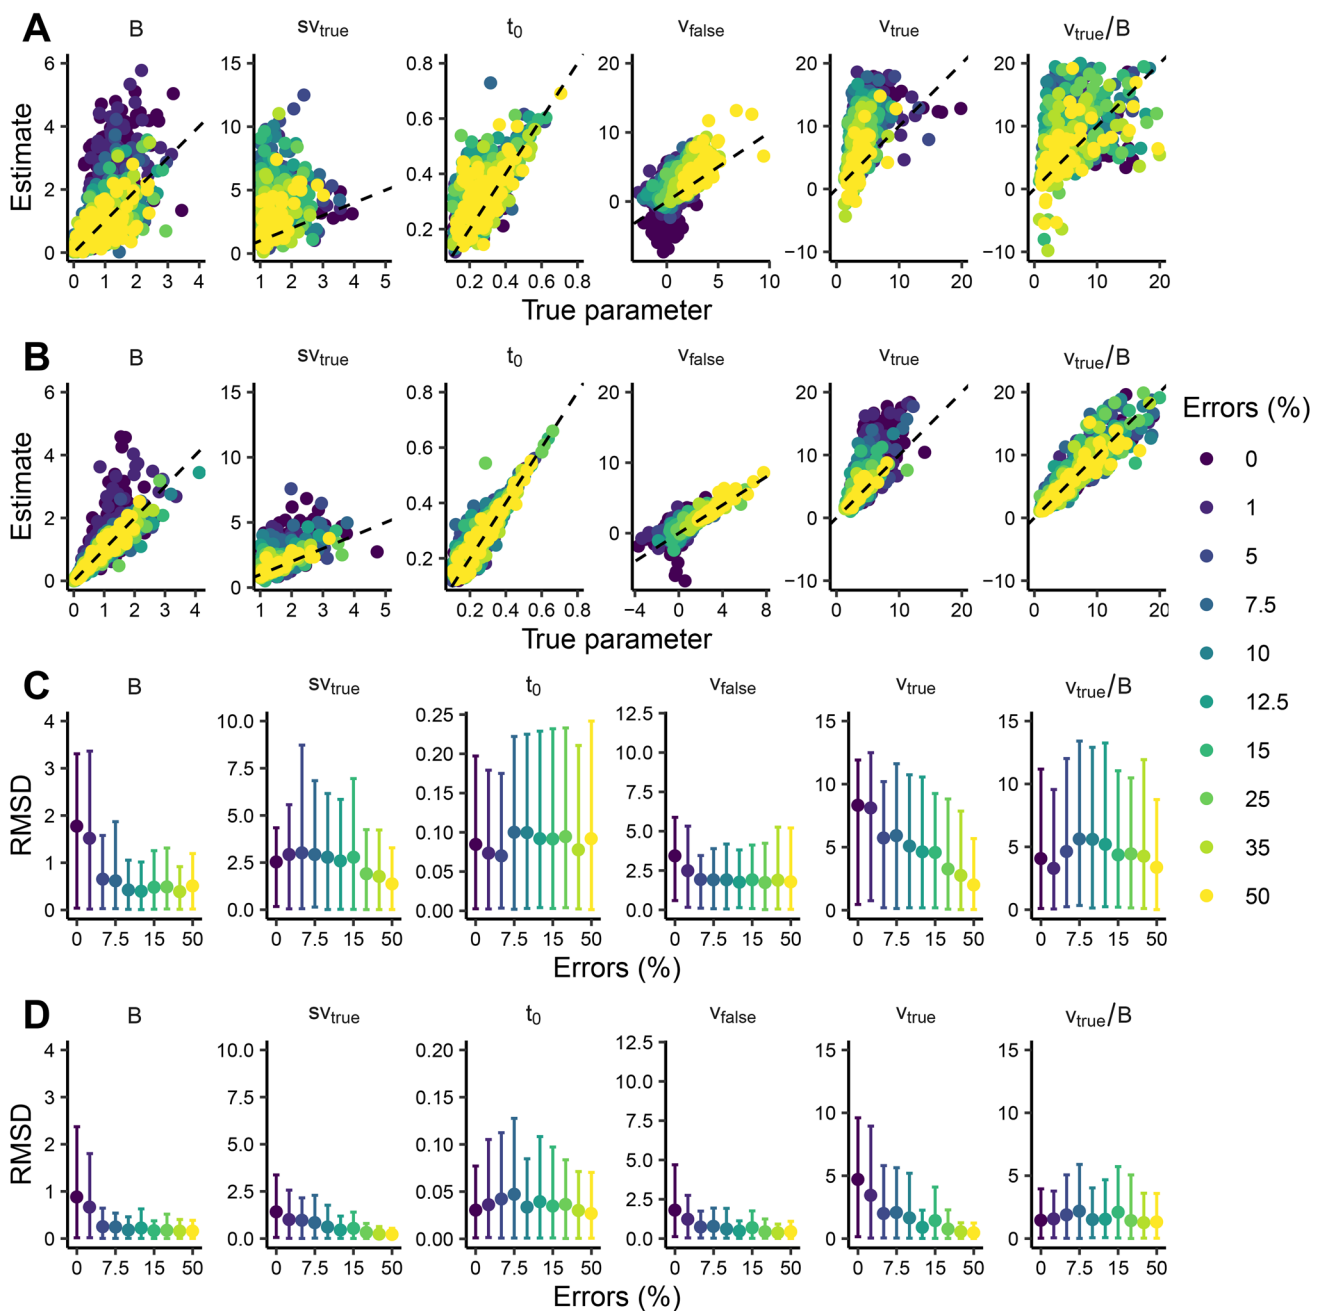 A
B
sv_true
t_0
v_false
v_true
v_true/B
Estimate
6
4
2
0
15
10
5
0
0.8
0.6
0.4
0.2
20
10
0
20
10
0
−10
20
10
0
−10
0 1 2 3 4
1 2 3 4 5
0.2 0.4 0.6 0.8
0 5 10
0 10 20
0 10 20
True parameter
B
B
sv_true
t_0
v_false
v_true
v_true/B
Estimate
6
4
2
0
15
10
5
0
0.8
0.6
0.4
0.2
20
10
0
20
10
0
−10
20
10
0
−10
0 1 2 3 4
1 2 3 4 5
0.2 0.4 0.6 0.8
−4 0 4 8
0 10 20
0 10 20
True parameter
Errors (%)
0
1
5
7.5
10
12.5
15
25
35
50
C
B
sv_true
t_0
v_false
v_true
v_true/B
RMSD
4
3
2
1
0
10.0
7.5
5.0
2.5
0.0
0.25
0.20
0.15
0.10
0.05
0.00
12.5
10.0
7.5
5.0
2.5
0.0
15
10
5
0
15
10
5
0
0 7.5 15 50
0 7.5 15 50
0 7.5 15 50
0 7.5 15 50
0 7.5 15 50
0 7.5 15 50
Errors (%)
D
B
sv_true
t_0
v_false
v_true
v_true/B
RMSD
4
3
2
1
0
10.0
7.5
5.0
2.5
0.0
0.20
0.15
0.10
0.05
0.00
12.5
10.0
7.5
5.0
2.5
0.0
15
10
5
0
15
10
5
0
0 7.5 15 50
0 7.5 15 50
0 7.5 15 50
0 7.5 15 50
0 7.5 15 50
0 7.5 15 50
Errors (%)